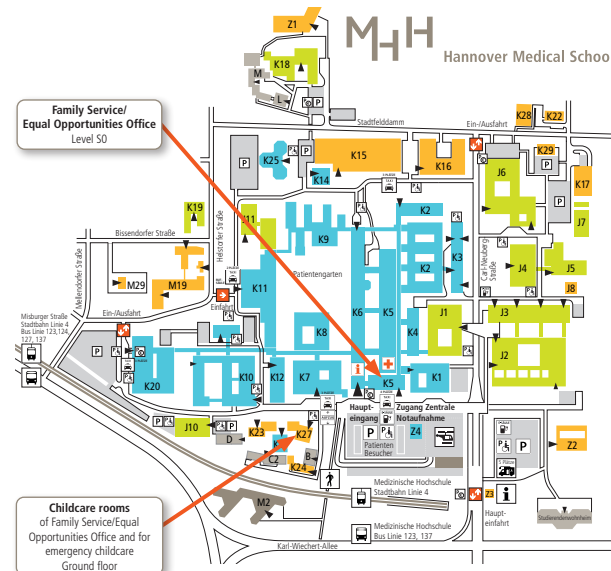 Z1
MHH
Hannover Medical Schoo
K18
M
L
P
Family Service/
Equal Opportunities Office
Level S0
Stadtfelddamm
Ein-/Ausfahrt
K28
K22
P
P
K25
K15
K16
K29
P
K14
J6
K17
K19
J11
K2
J7
K9
Bissendorfer Straße
Helstorfer Straße
Mellendorfer Straße
K3
Carl-Neuberg-
Straße
Patientengarten
K2
J4
J5
M29
M19
K11
K6
K5
J8
Misburger Straße
Stadtbahn Linie 4
Bus Linie 123,124,
127, 137
Ein-/Ausfahrt
Einfahrt
K8
K4
J1
J3
P
J2
K20
K10
K12
K7
i
K5
K1
J10
D
K23
K27
Haupt-
eingang
Zugang Zentrale
Notaufnahme
P
P
Z4
Z2
Patienten
Besucher
C2
B
K24
P
M2
Medizinische Hochschule
Stadtbahn Linie 4
Z3
i
Haupt-
einfahrt
Studierendenwohnheim
Childcare rooms
of Family Service/Equal
Opportunities Office and for
emergency childcare
Ground floor
Medizinische Hochschule
Bus Linie 123, 137
Karl-Wiechert-Allee